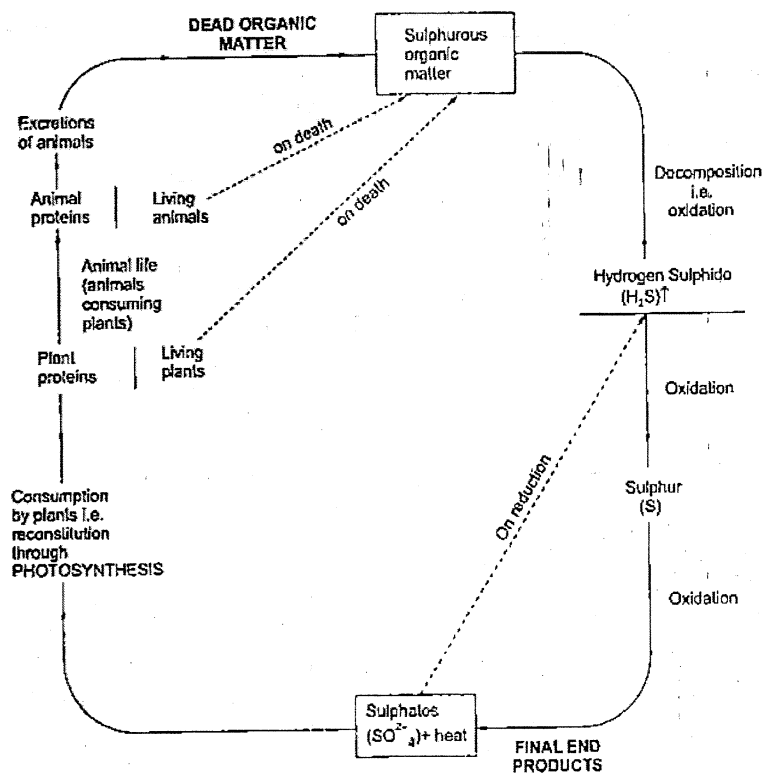 DEAD ORGANIC
MATTER
Sulphurous
organic
matter
Excretions
of animals
on death
Animal
proteins
Living
animals
on death
Decomposition
i.e.
oxidation
Animal life
(animals
consuming
plants)
Hydrogen Sulphido
(H₂S)↑
Plant
proteins
Living
plants
Oxidation
On reduction
Sulphur
(S)
Consumption
by plants i.e.
reconstitution
through
PHOTOSYNTHESIS
Oxidation
Sulphatos
(SO²⁻₄)+ heat
FINAL END
PRODUCTS